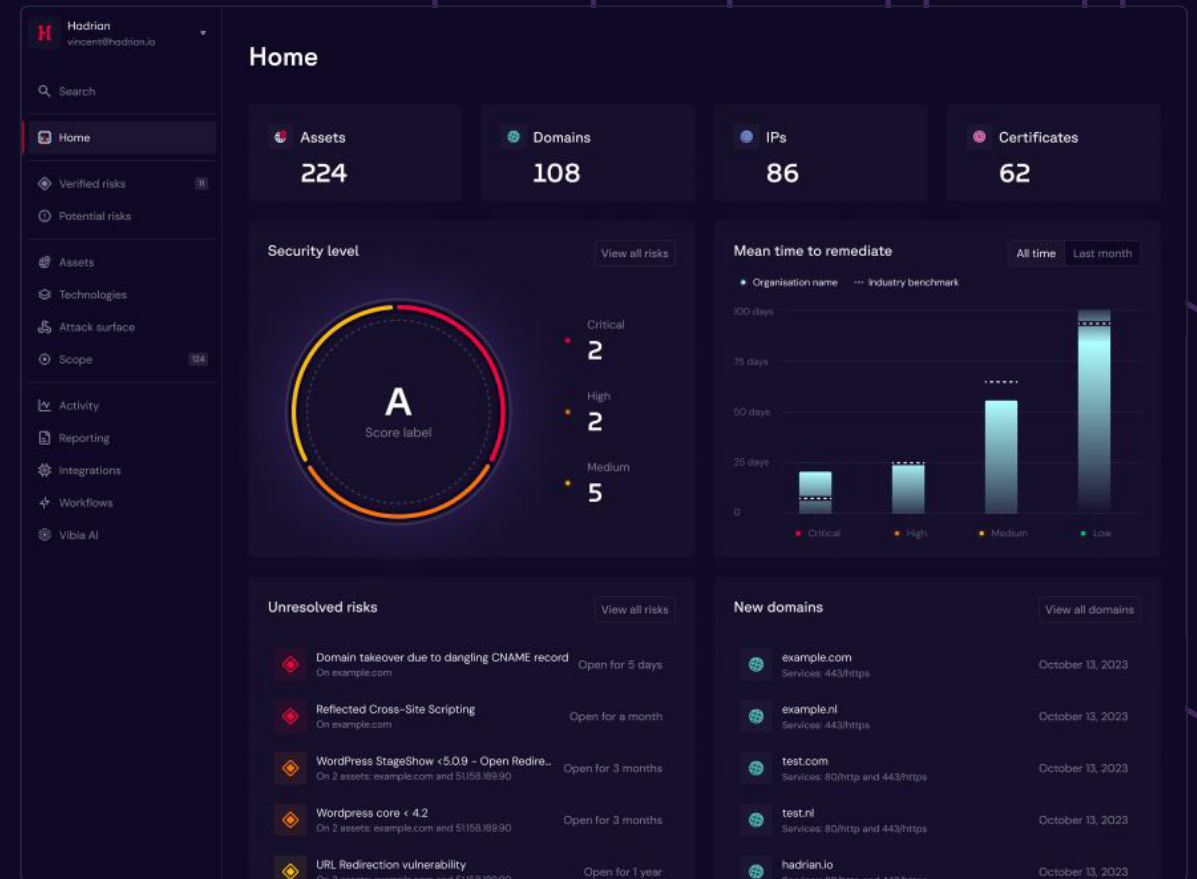 Hadrian
vincent@hadrian.io
Search
Home
Verified risks 11
Potential risks
Assets
Technologies
Attack surface
Scope 124
Activity
Reporting
Integrations
Workflows
Vibia AI
Home
Assets
224
Domains
108
IPs
86
Certificates
62
Security level
View all risks
A
Score label
Critical
2
High
2
Medium
5
Mean time to remediate
All time Last month
Organisation name Industry benchmark
100 days
75 days
50 days
25 days
0
Critical High Medium Low
Unresolved risks
View all risks
Domain takeover due to dangling CNAME record
On example.com
Open for 5 days
Reflected Cross-Site Scripting
On example.com
Open for a month
WordPress StageShow <5.0.9 - Open Redire...
On 2 assets: example.com and 51.158.189.90
Open for 3 months
Wordpress core < 4.2
On 2 assets: example.com and 51.158.189.90
Open for 3 months
URL Redirection vulnerability
Open for 1 year
New domains
View all domains
example.com
Services: 443/https
October 13, 2023
example.nl
Services: 443/https
October 13, 2023
test.com
Services: 80/http and 443/https
October 13, 2023
test.nl
Services: 80/http and 443/https
October 13, 2023
hadrian.io
October 13, 2023